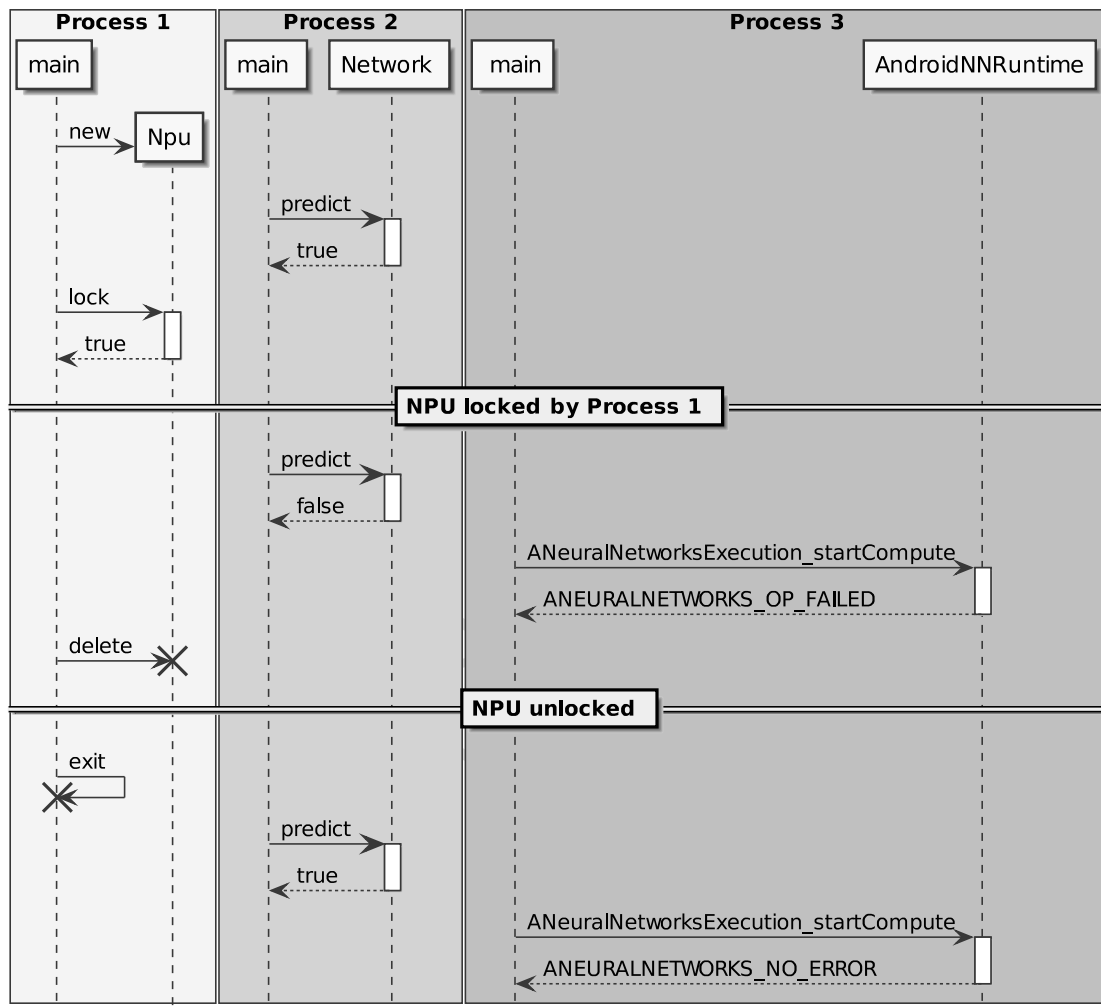 Process 1
Process 2
Process 3
main
main
Network
main
AndroidNNRuntime
new
Npu
predict
true
lock
true
NPU locked by Process 1
predict
false
ANeuralNetworksExecution_startCompute
ANEURALNETWORKS_OP_FAILED
delete
NPU unlocked
exit
predict
true
ANeuralNetworksExecution_startCompute
ANEURALNETWORKS_NO_ERROR